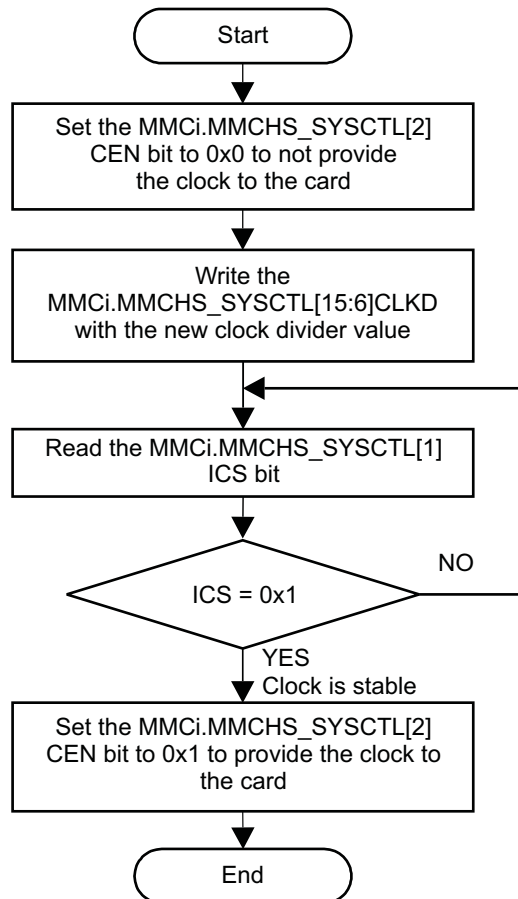 Start
Set the MMCi.MMCHS_SYSCTL[2]
CEN bit to 0x0 to not provide
the clock to the card
Write the
MMCi.MMCHS_SYSCTL[15:6]CLKD
with the new clock divider value
Read the MMCi.MMCHS_SYSCTL[1]
ICS bit
NO
ICS = 0x1
YES
Clock is stable
Set the MMCi.MMCHS_SYSCTL[2]
CEN bit to 0x1 to provide the clock to
the card
End